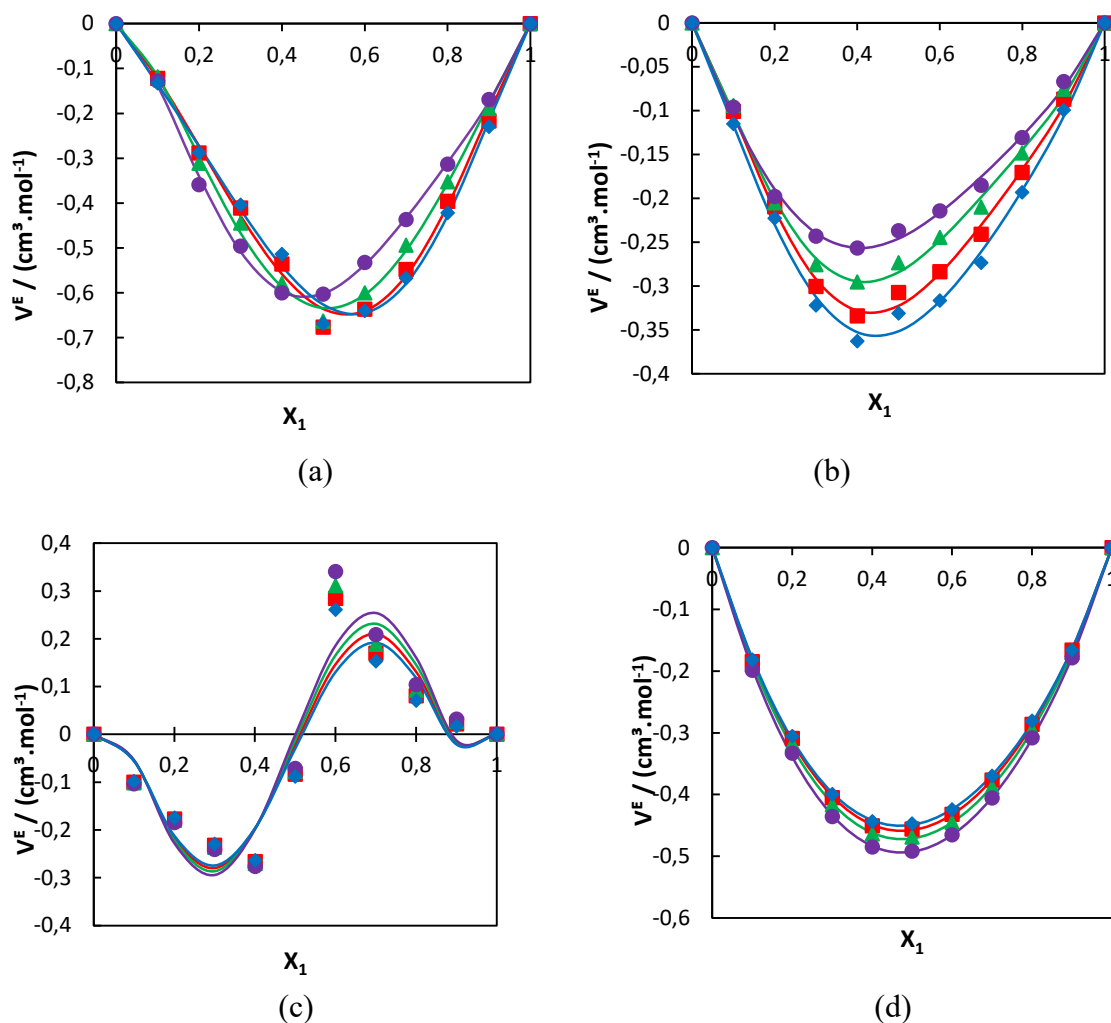 0
-0,1
-0,2
-0,3
-0,4
-0,5
-0,6
-0,7
-0,8
0 0,2 0,4 0,6 0,8 1
Vᴱ / (cm³.mol⁻¹)
X₁
(a)
0
-0,05
-0,1
-0,15
-0,2
-0,25
-0,3
-0,35
-0,4
0 0,2 0,4 0,6 0,8 1
Vᴱ / (cm³.mol⁻¹)
X₁
(b)
0,4
0,3
0,2
0,1
0
-0,1
-0,2
-0,3
-0,4
0 0,2 0,4 0,6 0,8 1
Vᴱ / (cm³.mol⁻¹)
X₁
(c)
0
-0,1
-0,2
-0,3
-0,4
-0,5
-0,6
0 0,2 0,4 0,6 0,8 1
Vᴱ / (cm³.mol⁻¹)
X₁
(d)